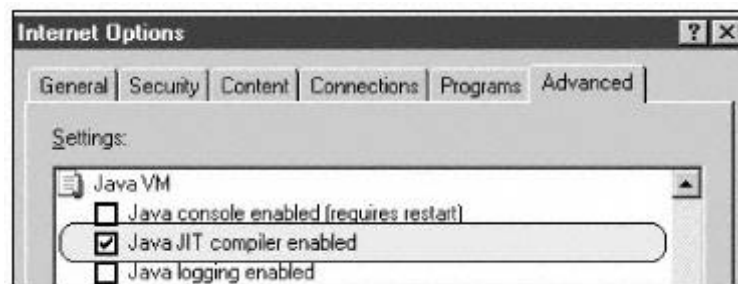 Internet Options
General Security Content Connections Programs Advanced
Settings:
Java VM
Java console enabled (requires restart)
Java JIT compiler enabled
Java logging enabled